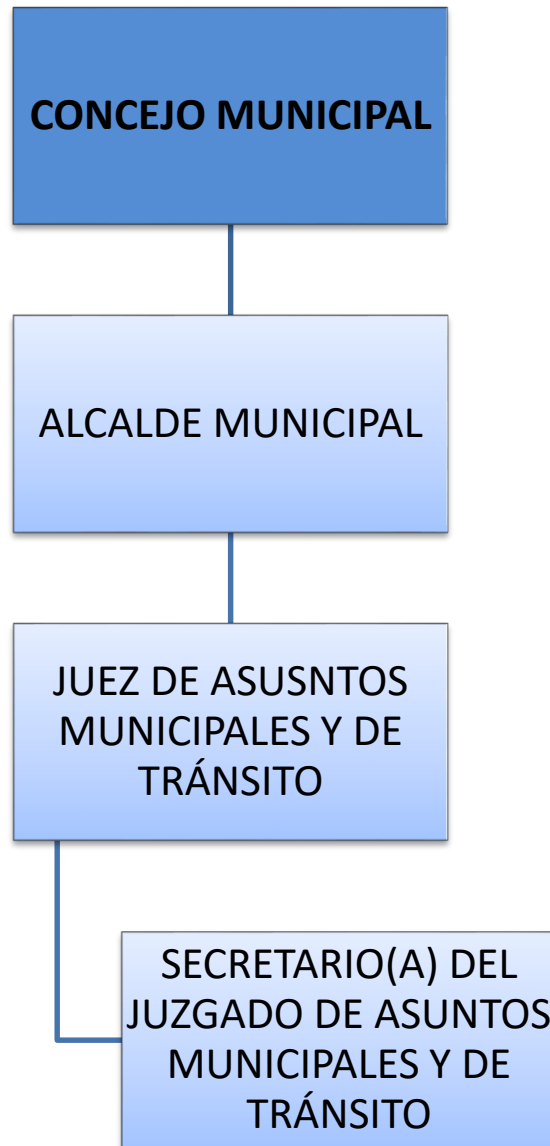 CONCEJO MUNICIPAL
ALCALDE MUNICIPAL
JUEZ DE ASUSNTOS
MUNICIPALES Y DE
TRÁNSITO
SECRETARIO(A) DEL
JUZGADO DE ASUNTOS
MUNICIPALES Y DE
TRÁNSITO